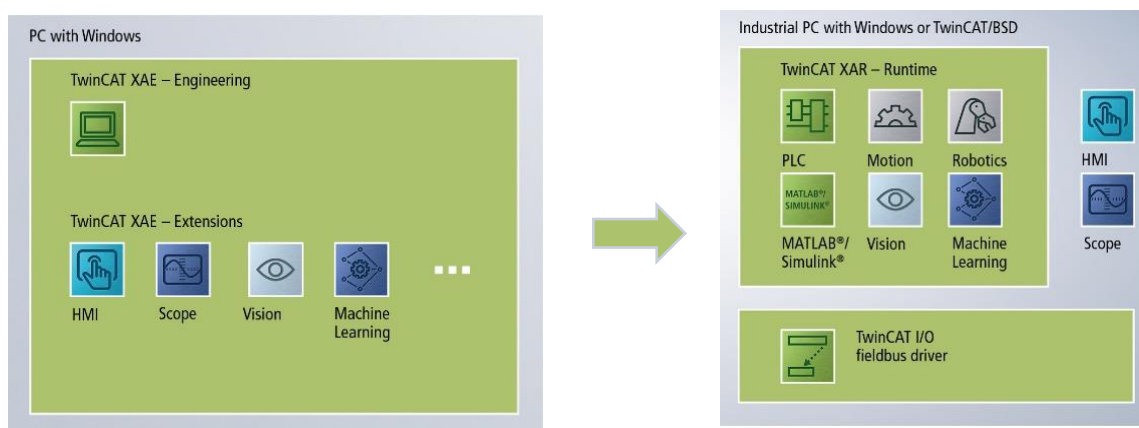 PC with Windows
TwinCAT XAE – Engineering
TwinCAT XAE – Extensions
HMI
Scope
Vision
Machine
Learning
Industrial PC with Windows or TwinCAT/BSD
TwinCAT XAR – Runtime
PLC
Motion
Robotics
HMI
MATLAB®/
SIMULINK®
MATLAB®/
Simulink®
Vision
Machine
Learning
Scope
TwinCAT I/O
fieldbus driver